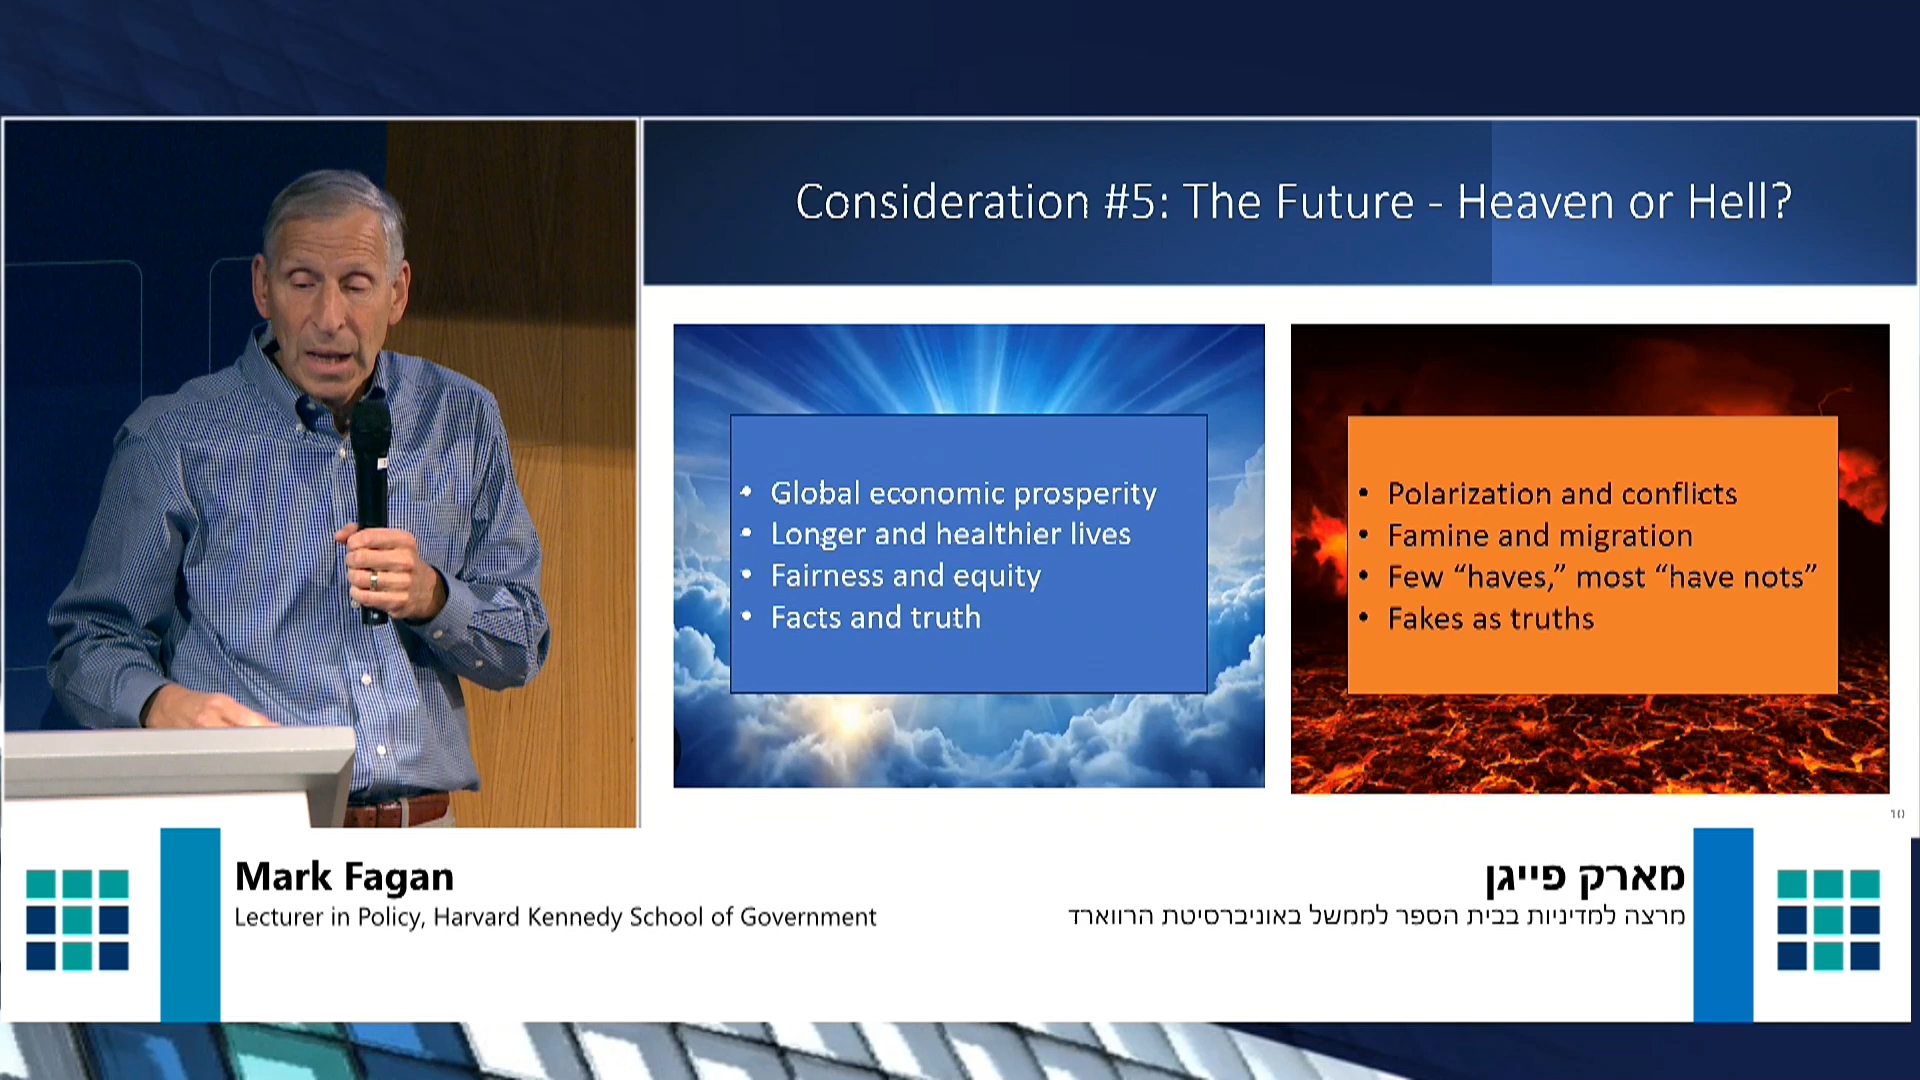 Consideration #5: The Future - Heaven or Hell?
• Global economic prosperity
• Longer and healthier lives
• Fairness and equity
• Facts and truth
• Polarization and conflicts
• Famine and migration
• Few “haves,” most “have nots”
• Fakes as truths
10
Mark Fagan
Lecturer in Policy, Harvard Kennedy School of Government
מארק פייגן
מרצה למדיניות בבית הספר לממשל באוניברסיטת הרווארד